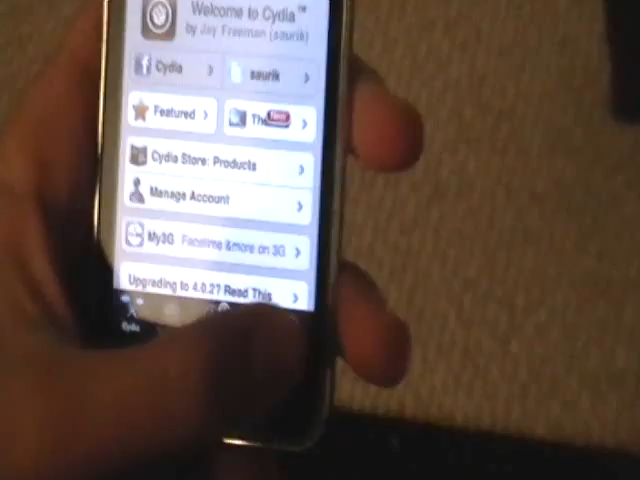 Welcome to Cydia™
by Jay Freeman (saurik)
Cydia
saurik
Featured
New
Cydia Store: Products
Manage Account
My3G Facetime &more on 3G
Upgrading to 4.0.2? Read This
Cydia